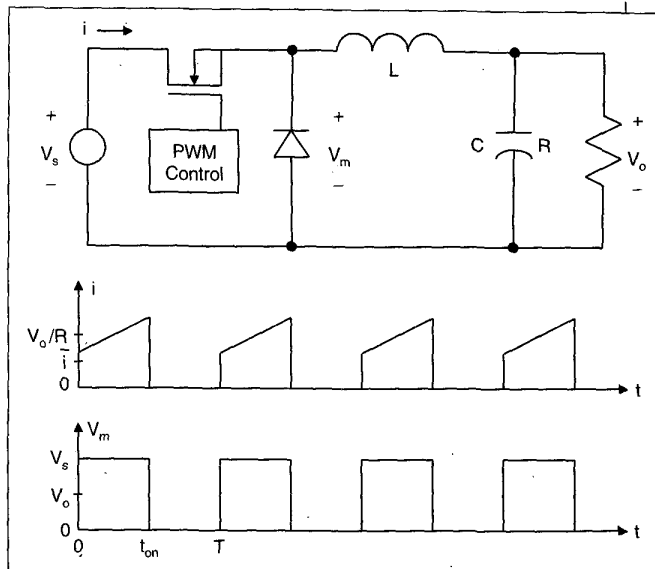 i
L
+
V_s
−
PWM
Control
+
V_m
−
C
R
+
V_o
−
i
V_o/R
i̅
0
t
V_m
V_s
V_o
0
0
t_on
T
t